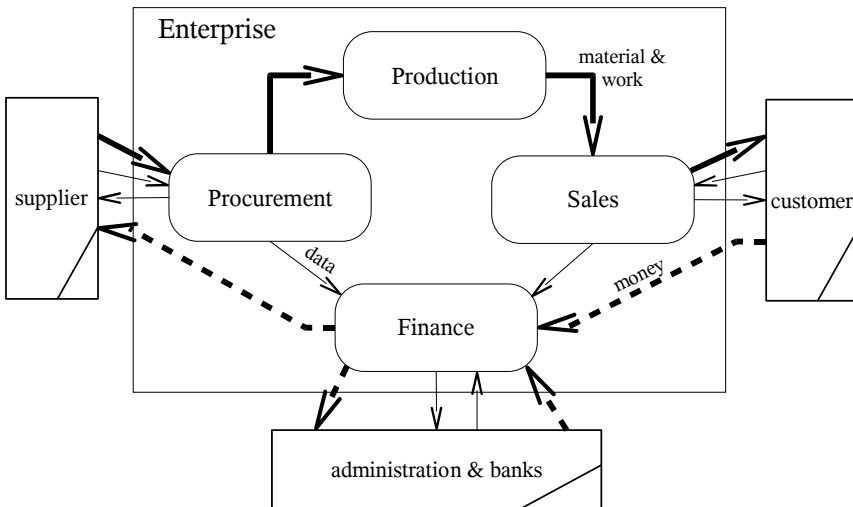 Enterprise
Production
material &
work
supplier
Procurement
Sales
customer
data
money
Finance
administration & banks